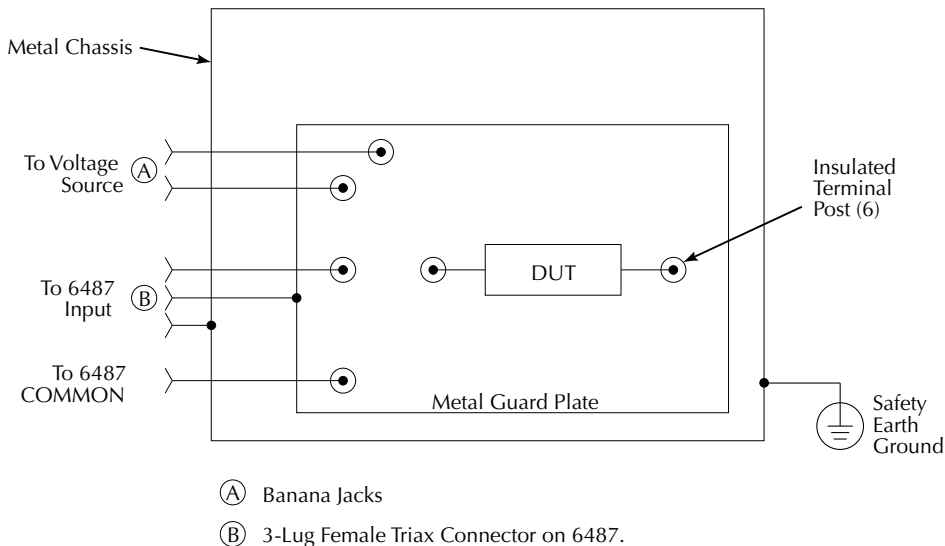 Metal Chassis
To Voltage
Source
A
Insulated
Terminal
Post (6)
DUT
To 6487
Input
B
To 6487
COMMON
Metal Guard Plate
Safety
Earth
Ground
A Banana Jacks
B 3-Lug Female Triax Connector on 6487.